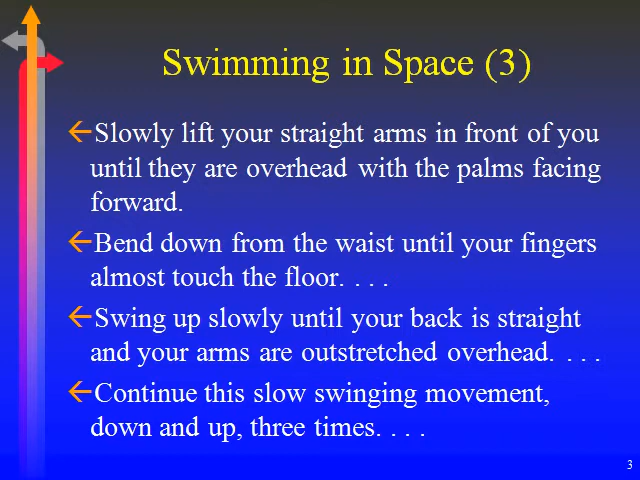 Swimming in Space (3)
Slowly lift your straight arms in front of you
until they are overhead with the palms facing
forward.
Bend down from the waist until your fingers
almost touch the floor. . . .
Swing up slowly until your back is straight
and your arms are outstretched overhead. . . .
Continue this slow swinging movement,
down and up, three times. . . .
3